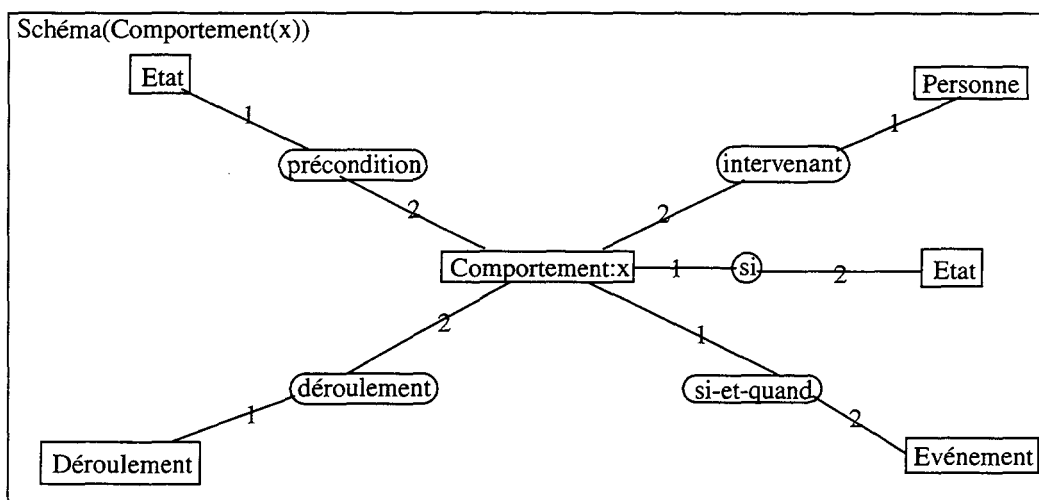 Schéma(Comportement(x))
Etat
Personne
1
1
précondition
intervenant
2
2
Comportement:x
1
si
2
Etat
2
1
déroulement
si-et-quand
1
2
Déroulement
Evénement